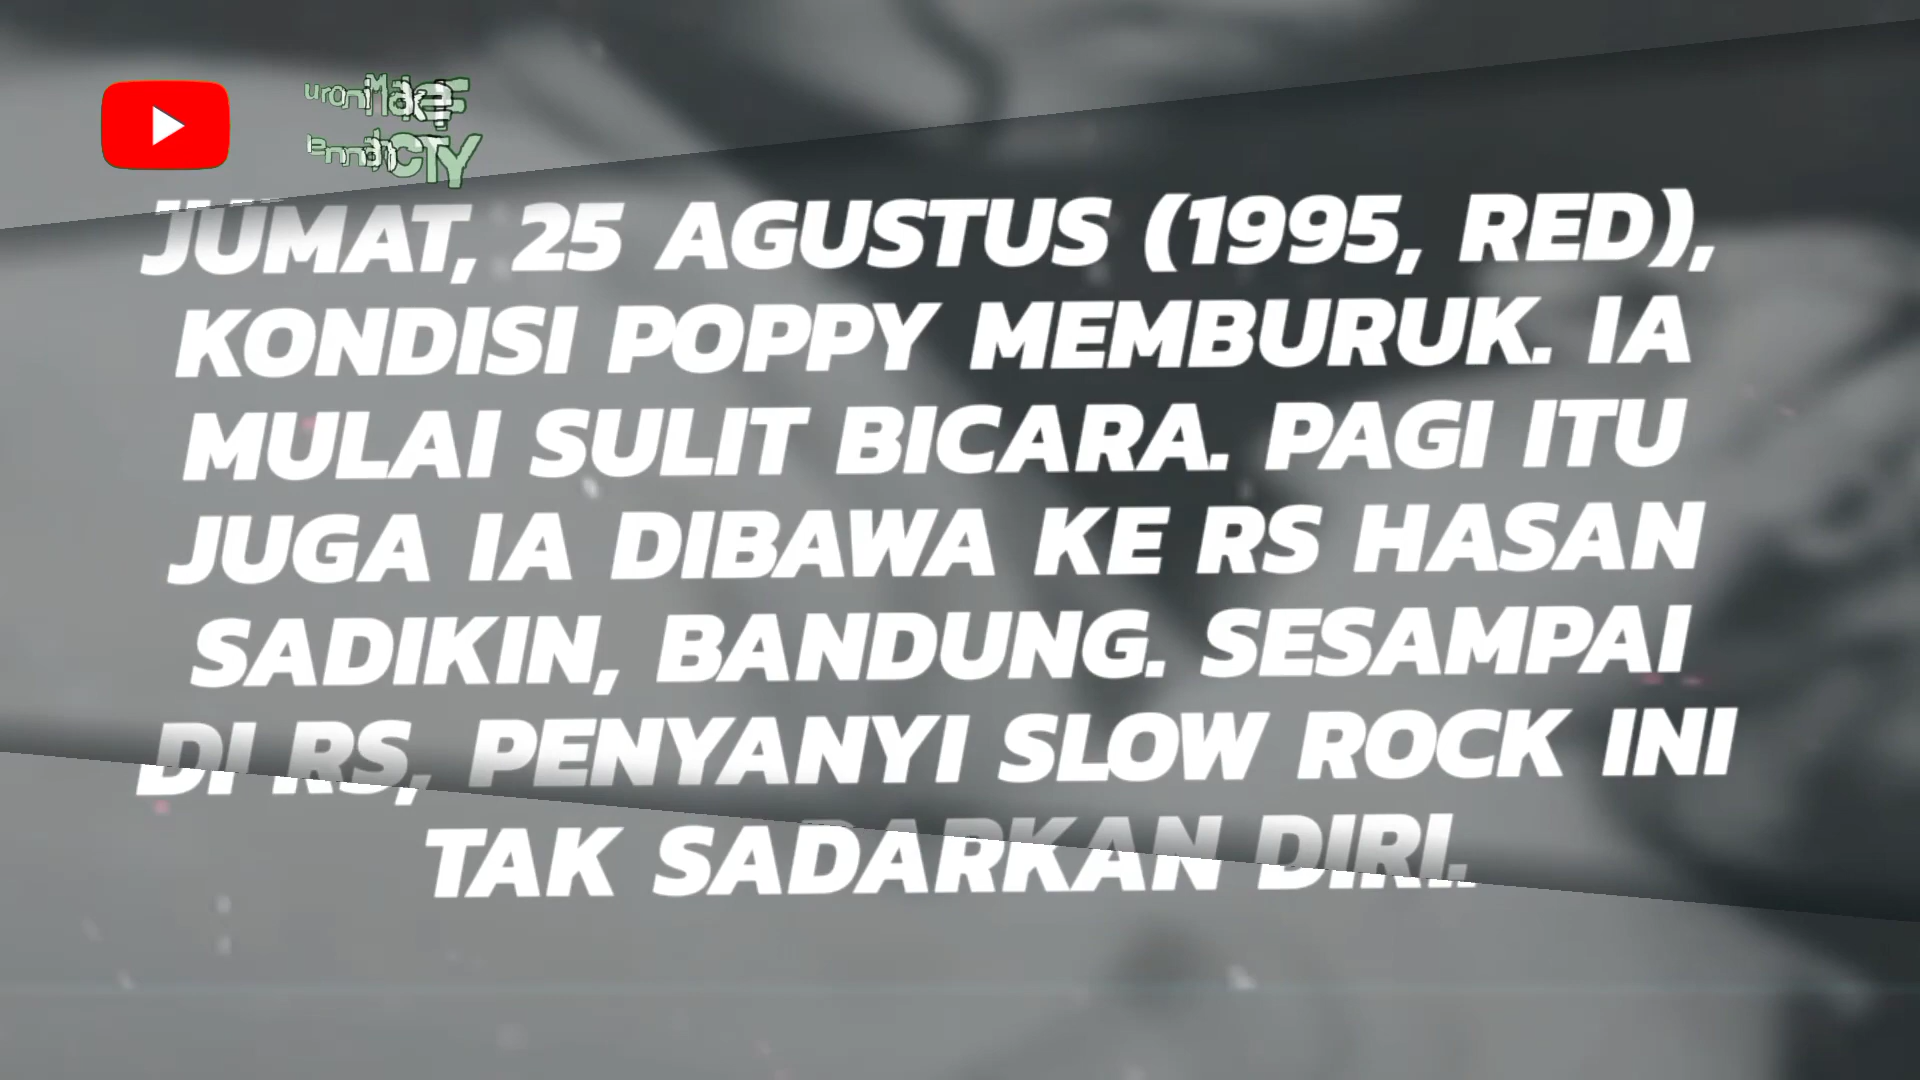 JUMAT, 25 AGUSTUS (1995, RED),
KONDISI POPPY MEMBURUK. IA
MULAI SULIT BICARA. PAGI ITU
JUGA IA DIBAWA KE RS HASAN
SADIKIN, BANDUNG. SESAMPAI
DI RS, PENYANYI SLOW ROCK INI
TAK SADARKAN DIRI.